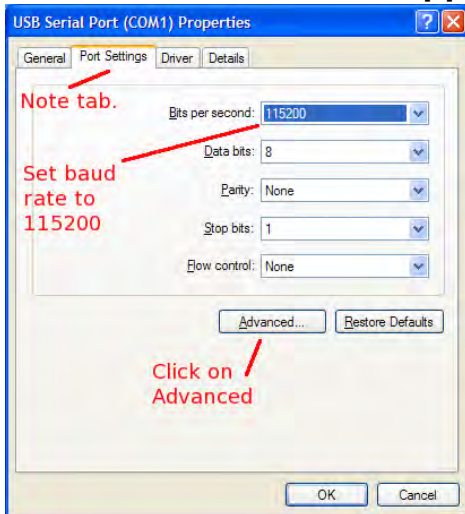 USB Serial Port (COM1) Properties
General Port Settings Driver Details
Note tab.
Bits per second: 115200
Data bits: 8
Set baud
rate to
115200
Parity: None
Stop bits: 1
Flow control: None
Advanced... Restore Defaults
Click on
Advanced
OK Cancel